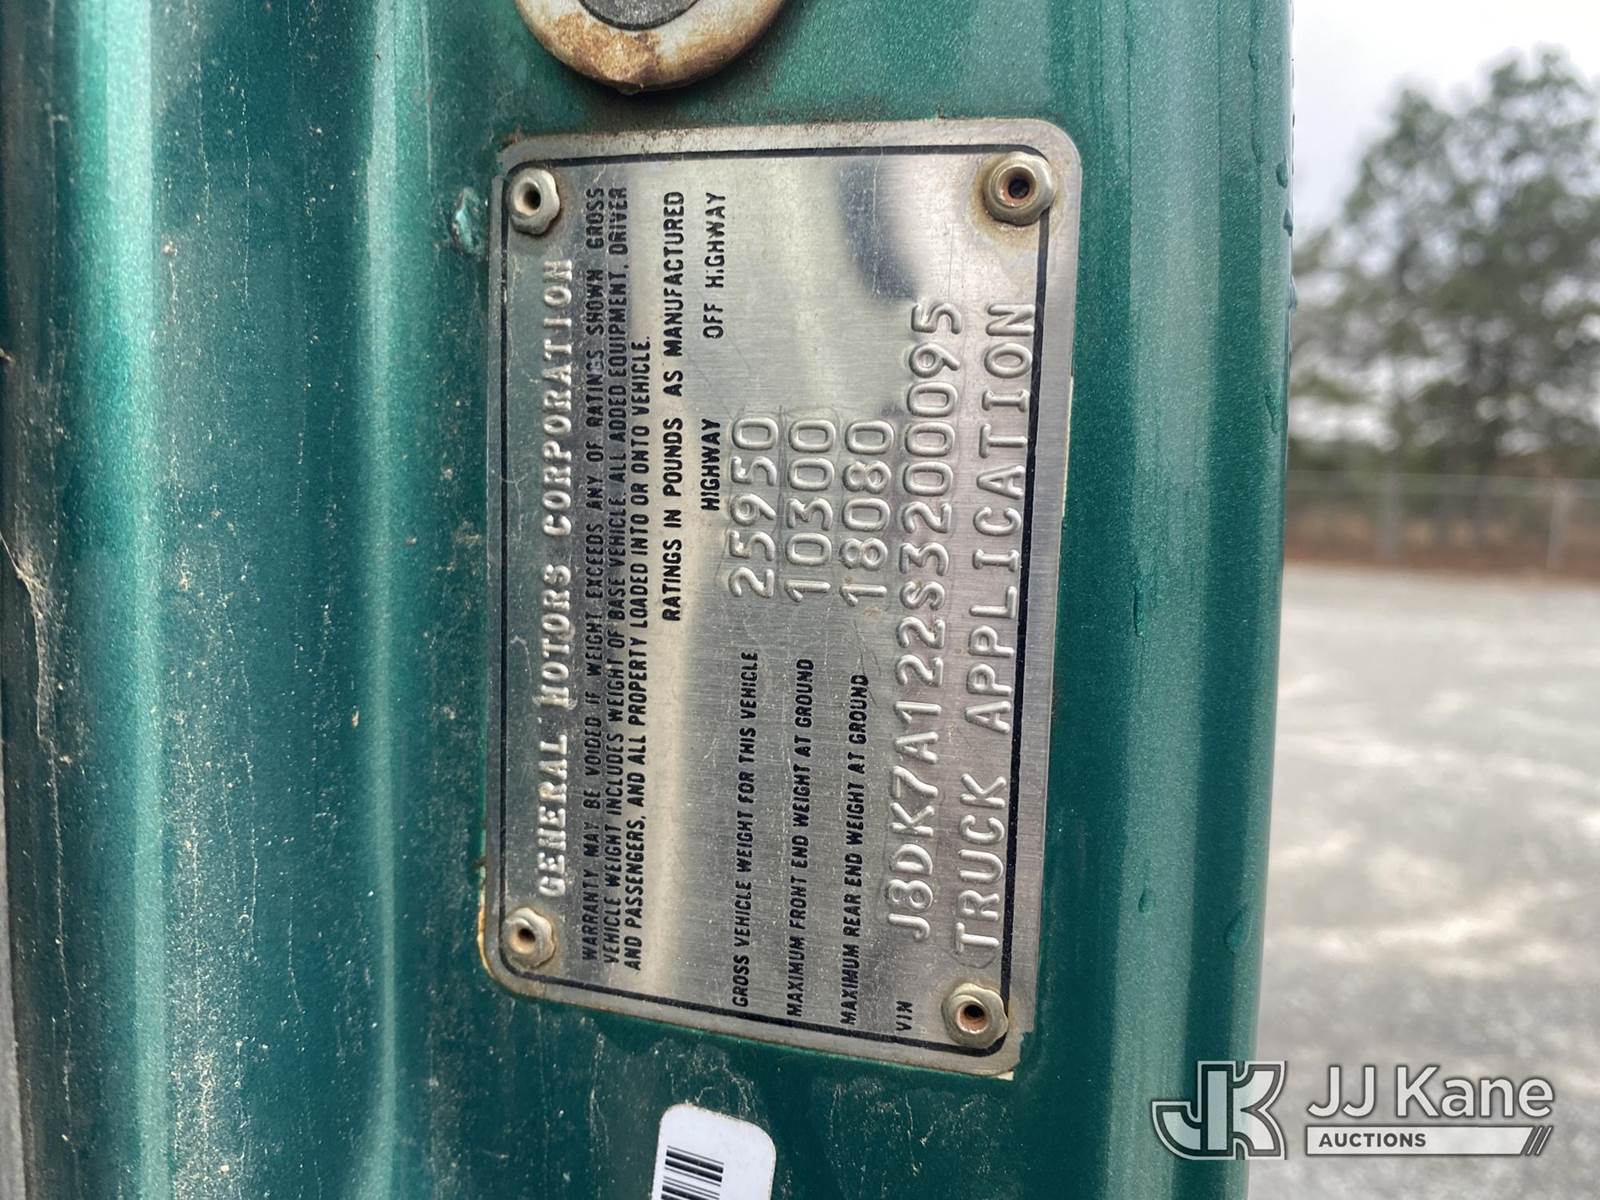 GENERAL MOTORS CORPORATION
WARRANTY MAY BE VOIDED IF WEIGHT EXCEEDS ANY OF RATINGS SHOWN GROSS
VEHICLE WEIGHT INCLUDES WEIGHT OF BASE VEHICLE, ALL ADDED EQUIPMENT, DRIVER
AND PASSENGERS, AND ALL PROPERTY LOADED INTO OR ONTO VEHICLE.
RATINGS IN POUNDS AS MANUFACTURED
HIGHWAY OFF HIGHWAY
GROSS VEHICLE WEIGHT FOR THIS VEHICLE 25950
MAXIMUM FRONT END WEIGHT AT GROUND 10300
MAXIMUM REAR END WEIGHT AT GROUND 18080
VIN J8DK7A122S3200095
TRUCK APPLICATION
JK JJ Kane
AUCTIONS